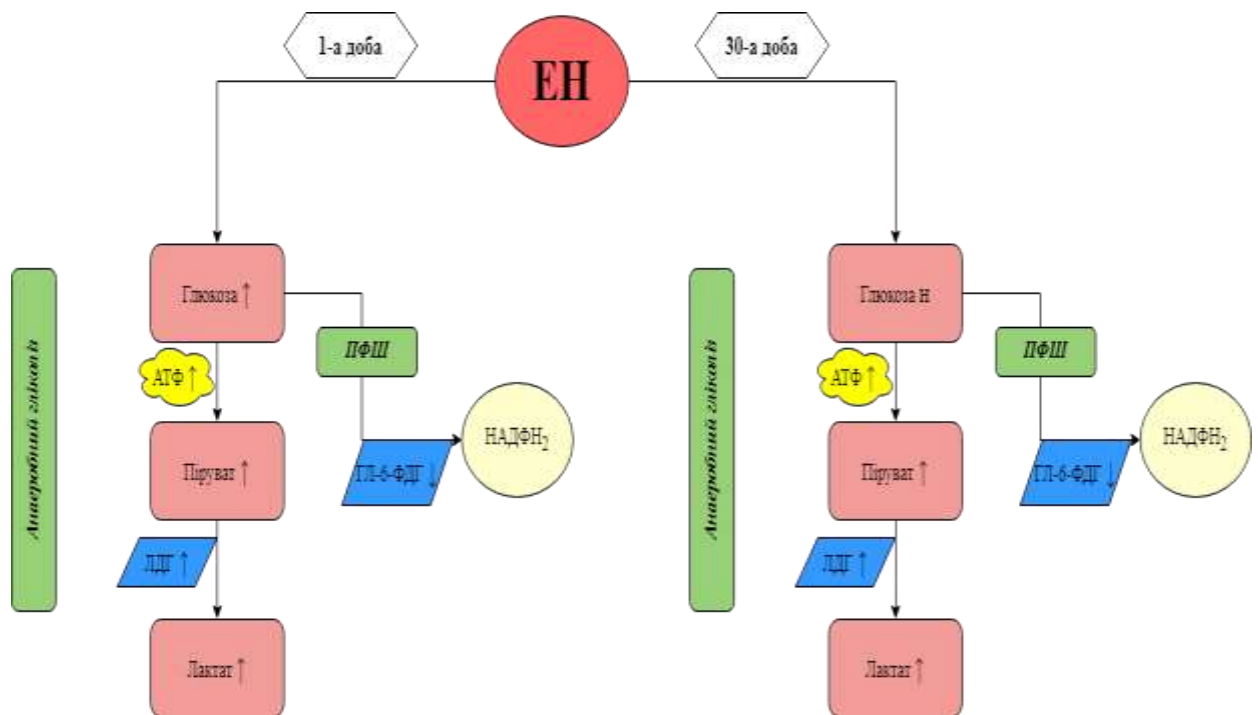 1-а доба
ЕН
30-а доба
Анаеробний гліколіз
Глюкоза ↑
ПФШ
АТФ ↑
НАДФН₂
Піруват ↑
ГЛ-6-ФДГ ↓
ЛДГ ↑
Лактат ↑
Анаеробний гліколіз
Глюкоза н
ПФШ
АТФ ↑
НАДФН₂
Піруват ↑
ГЛ-6-ФДГ ↓
ЛДГ ↑
Лактат ↑